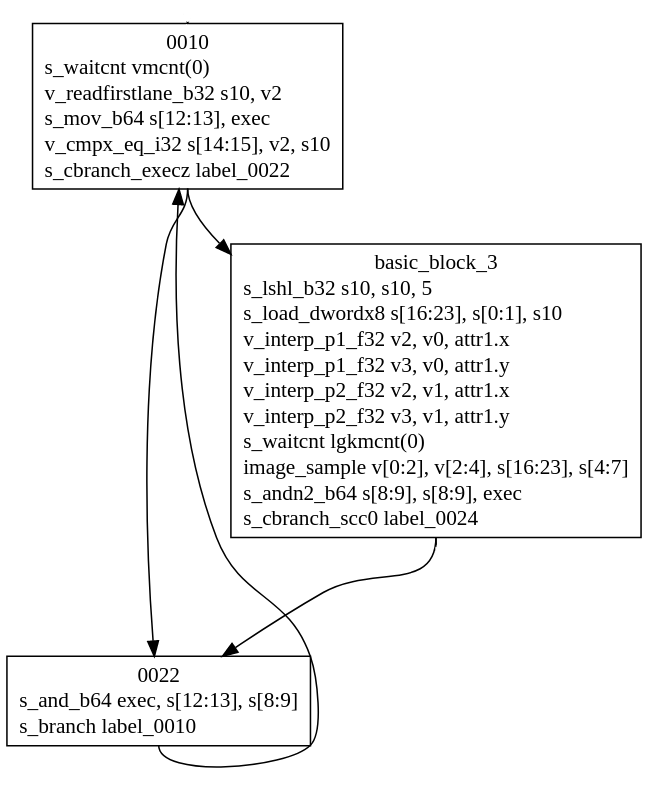 0010
s_waitcnt vmcnt(0)
v_readfirstlane_b32 s10, v2
s_mov_b64 s[12:13], exec
v_cmpx_eq_i32 s[14:15], v2, s10
s_cbranch_execz label_0022
basic_block_3
s_lshl_b32 s10, s10, 5
s_load_dwordx8 s[16:23], s[0:1], s10
v_interp_p1_f32 v2, v0, attr1.x
v_interp_p1_f32 v3, v0, attr1.y
v_interp_p2_f32 v2, v1, attr1.x
v_interp_p2_f32 v3, v1, attr1.y
s_waitcnt lgkmcnt(0)
image_sample v[0:2], v[2:4], s[16:23], s[4:7]
s_andn2_b64 s[8:9], s[8:9], exec
s_cbranch_scc0 label_0024
0022
s_and_b64 exec, s[12:13], s[8:9]
s_branch label_0010